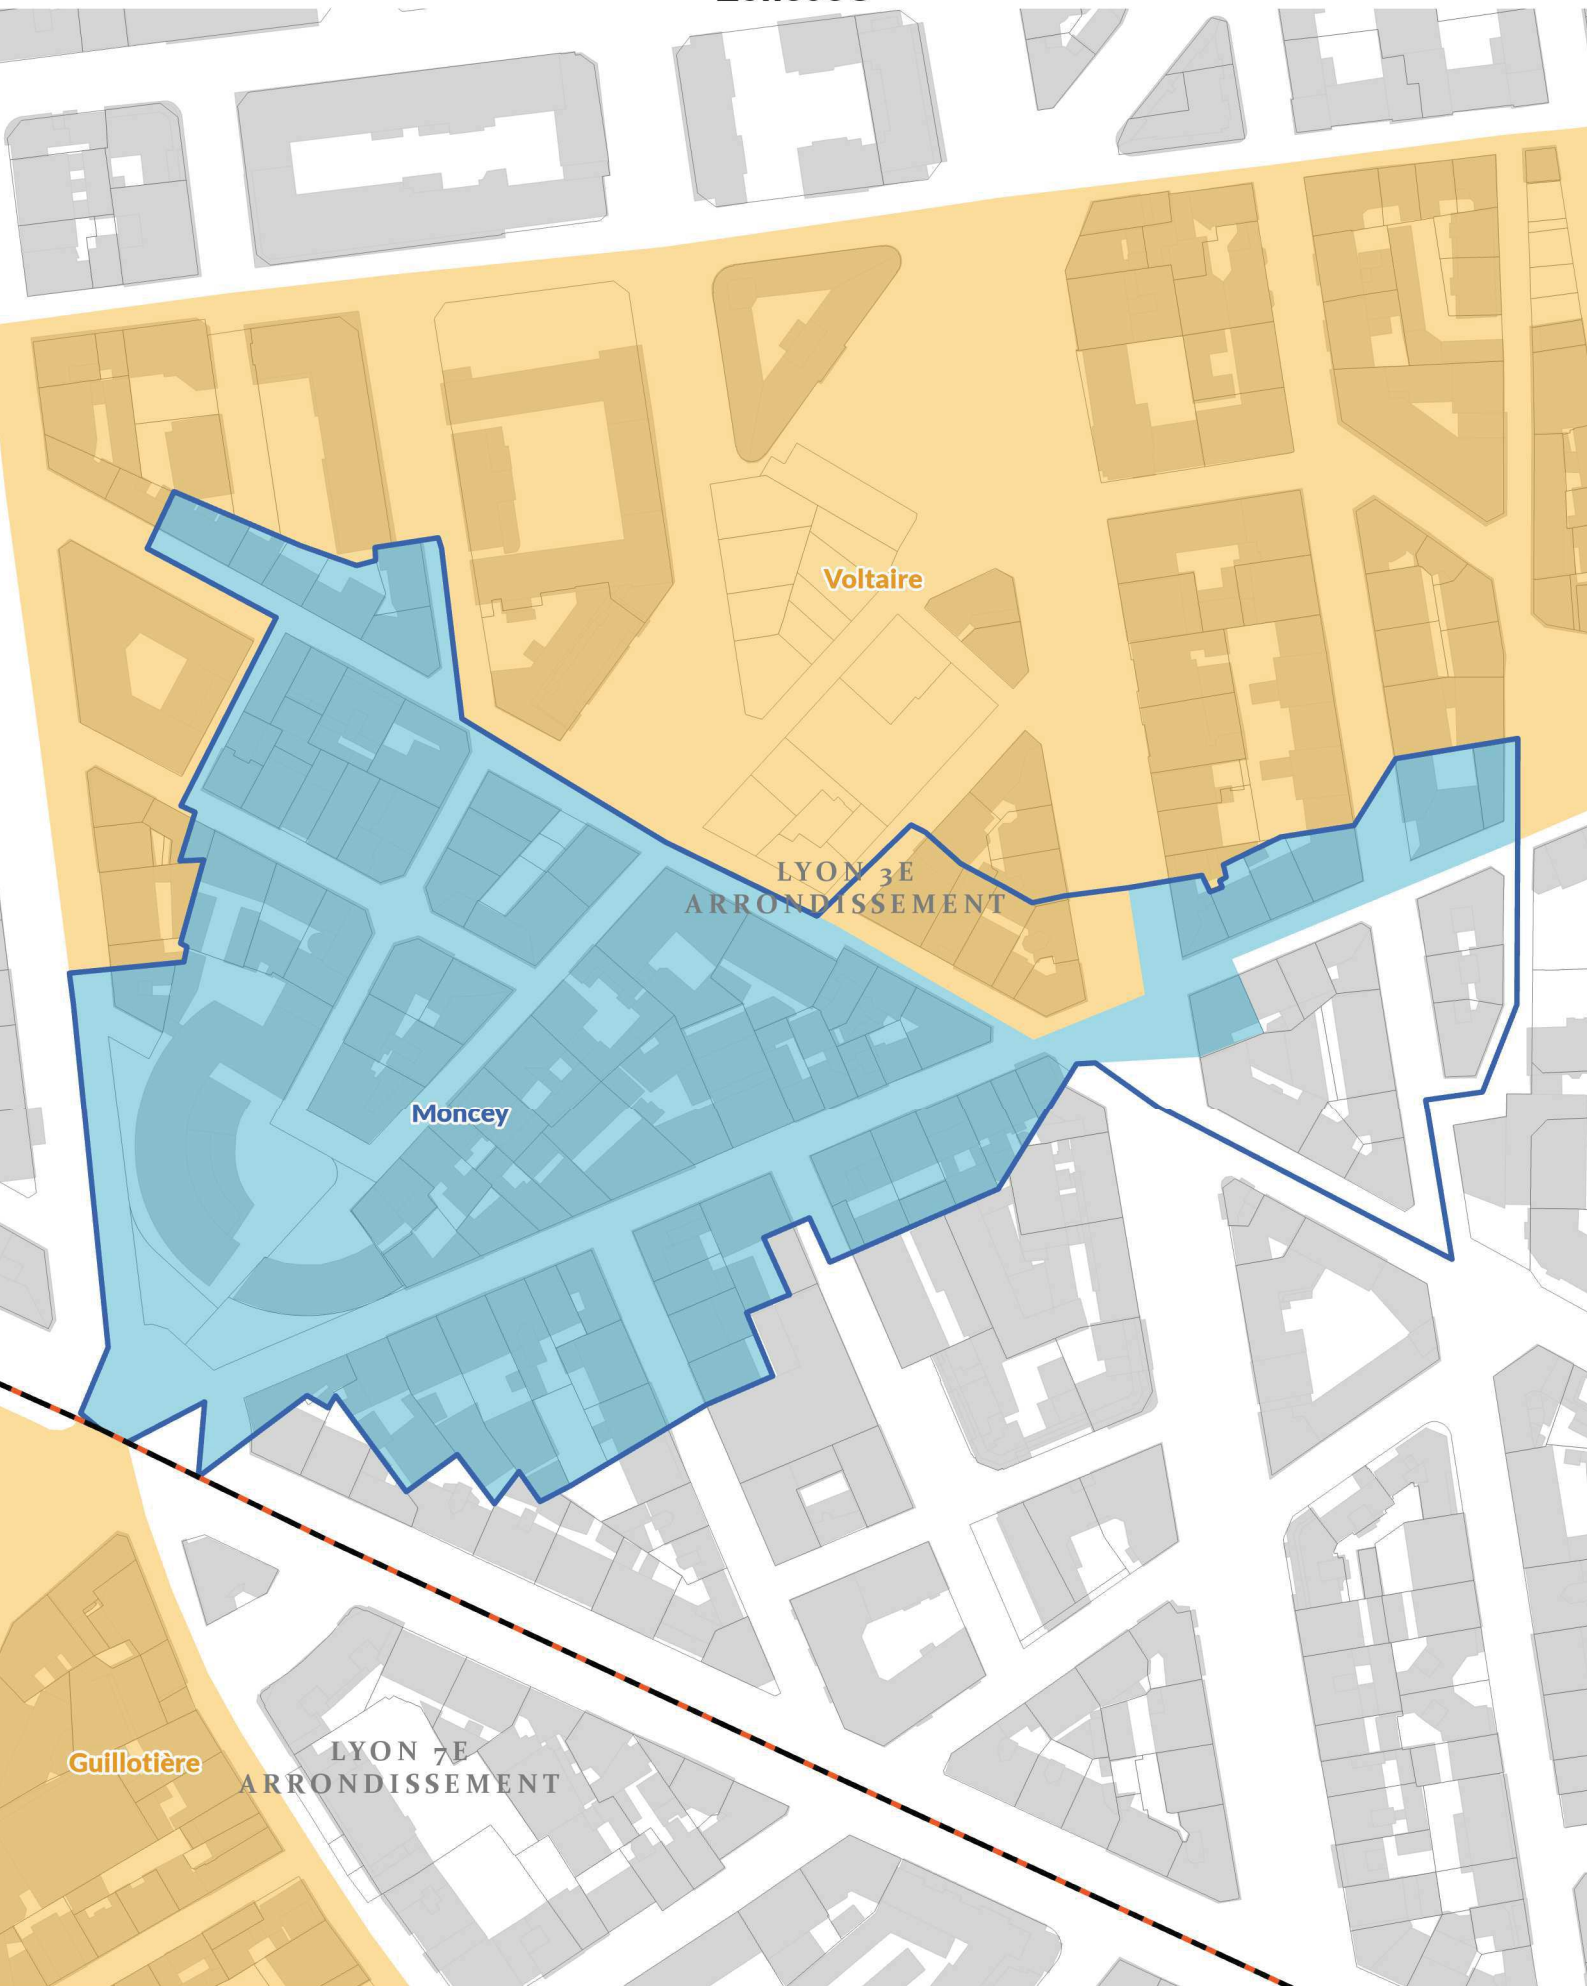 Voltaire
LYON 3E
ARRONDISSEMENT
Moncey
Guillotière
LYON 7E
ARRONDISSEMENT